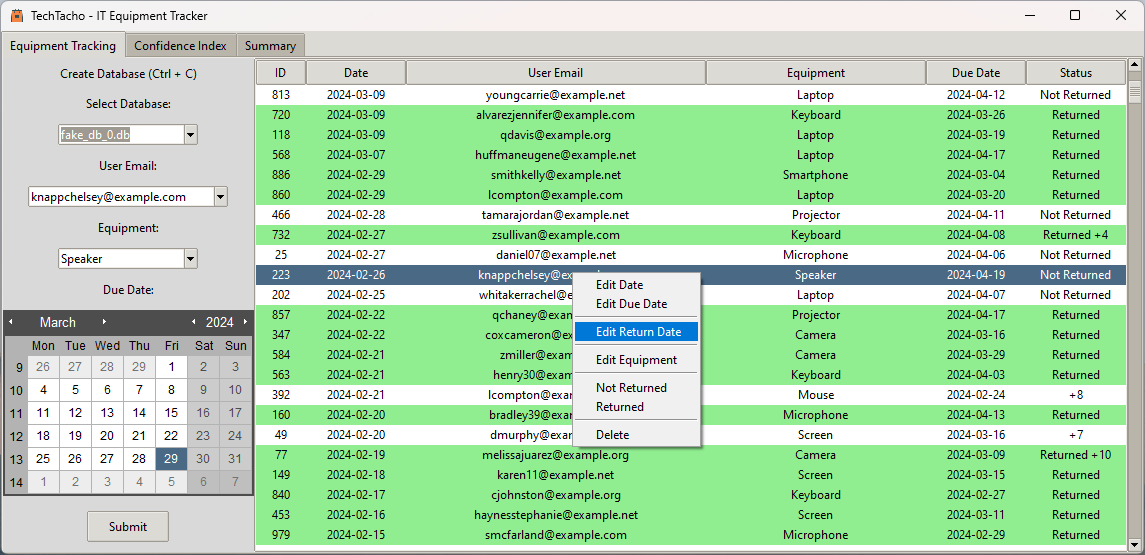 TechTacho - IT Equipment Tracker
Equipment Tracking Confidence Index Summary
Create Database (Ctrl + C)
Select Database:
fake_db_0.db
User Email:
knappchelsey@example.com
Equipment:
Speaker
Due Date:
March 2024
Mon Tue Wed Thu Fri Sat Sun
9 26 27 28 29 1 2 3
10 4 5 6 7 8 9 10
11 11 12 13 14 15 16 17
12 18 19 20 21 22 23 24
13 25 26 27 28 29 30 31
14 1 2 3 4 5 6 7
Submit
ID Date User Email Equipment Due Date Status
813 2024-03-09 youngcarrie@example.net Laptop 2024-04-12 Not Returned
720 2024-03-09 alvarezjennifer@example.com Keyboard 2024-03-26 Returned
118 2024-03-09 qdavis@example.org Laptop 2024-03-19 Returned
568 2024-03-07 huffmaneugene@example.net Laptop 2024-04-17 Returned
886 2024-02-29 smithkelly@example.net Smartphone 2024-03-04 Returned
860 2024-02-29 lcompton@example.com Laptop 2024-03-20 Returned
466 2024-02-28 tamarajordan@example.net Projector 2024-04-11 Not Returned
732 2024-02-27 zsullivan@example.com Keyboard 2024-04-08 Returned +4
25 2024-02-27 daniel07@example.net Microphone 2024-04-06 Not Returned
223 2024-02-26 knappchelsey@ex Speaker 2024-04-19 Not Returned
202 2024-02-25 whitakerrachel@e Laptop 2024-04-07 Not Returned
857 2024-02-22 qchaney@ex Projector 2024-04-17 Returned
347 2024-02-22 coxcameron@ex Camera 2024-03-16 Returned
584 2024-02-21 zmiller@exa Camera 2024-03-29 Returned
563 2024-02-21 henry30@exa Keyboard 2024-04-03 Returned
392 2024-02-21 lcompton@ex Mouse 2024-02-24 +8
160 2024-02-20 bradley39@exa Microphone 2024-04-13 Returned
49 2024-02-20 dmurphy@ex Screen 2024-03-16 +7
77 2024-02-19 melissajuarez@example.org Camera 2024-03-09 Returned +10
149 2024-02-18 karen11@example.net Screen 2024-03-15 Returned
840 2024-02-17 cjohnston@example.org Keyboard 2024-02-27 Returned
453 2024-02-16 haynesstephanie@example.net Screen 2024-03-11 Returned
979 2024-02-15 smcfarland@example.com Microphone 2024-03-08 Returned
Edit Date
Edit Due Date
Edit Return Date
Edit Equipment
Not Returned
Returned
Delete